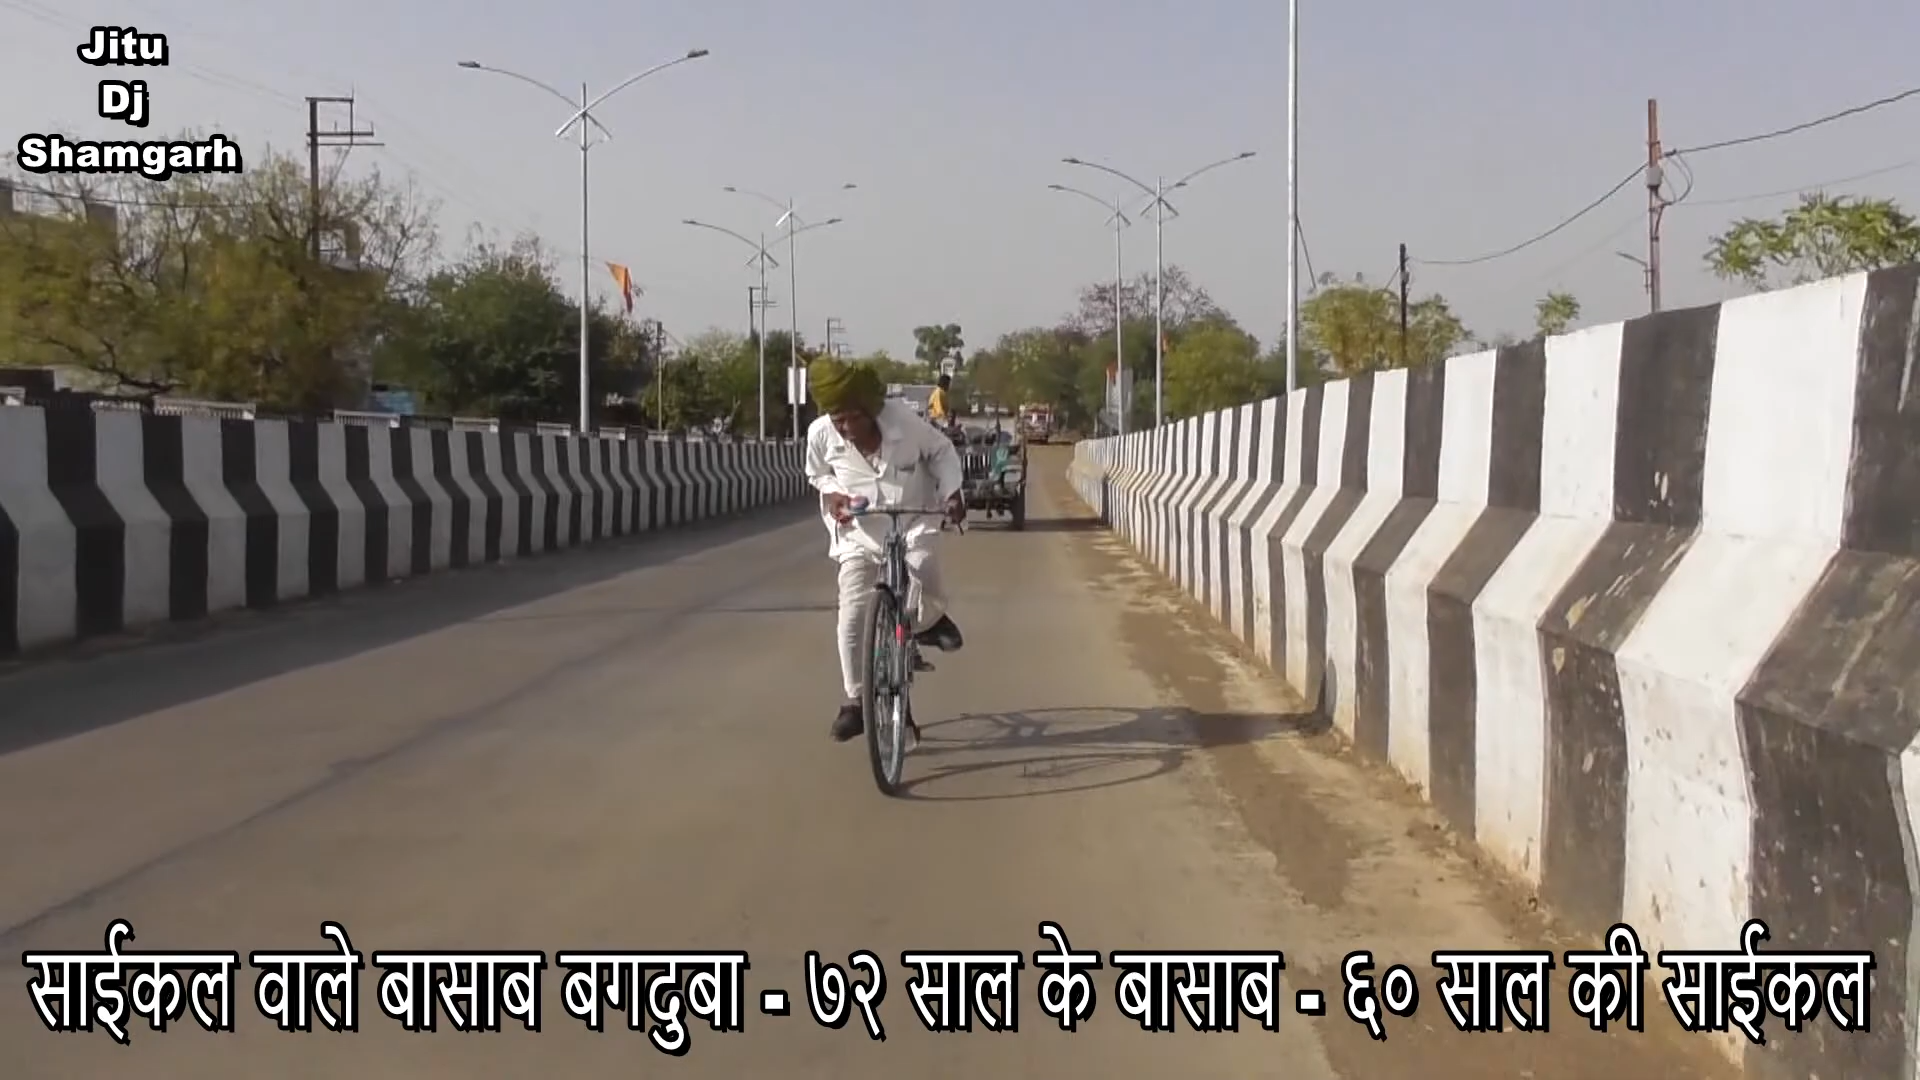 Jitu
Dj
Shamgarh
साईकल वाले बासाब बगदुबा - ७२ साल के बासाब - ६० साल की साईकल